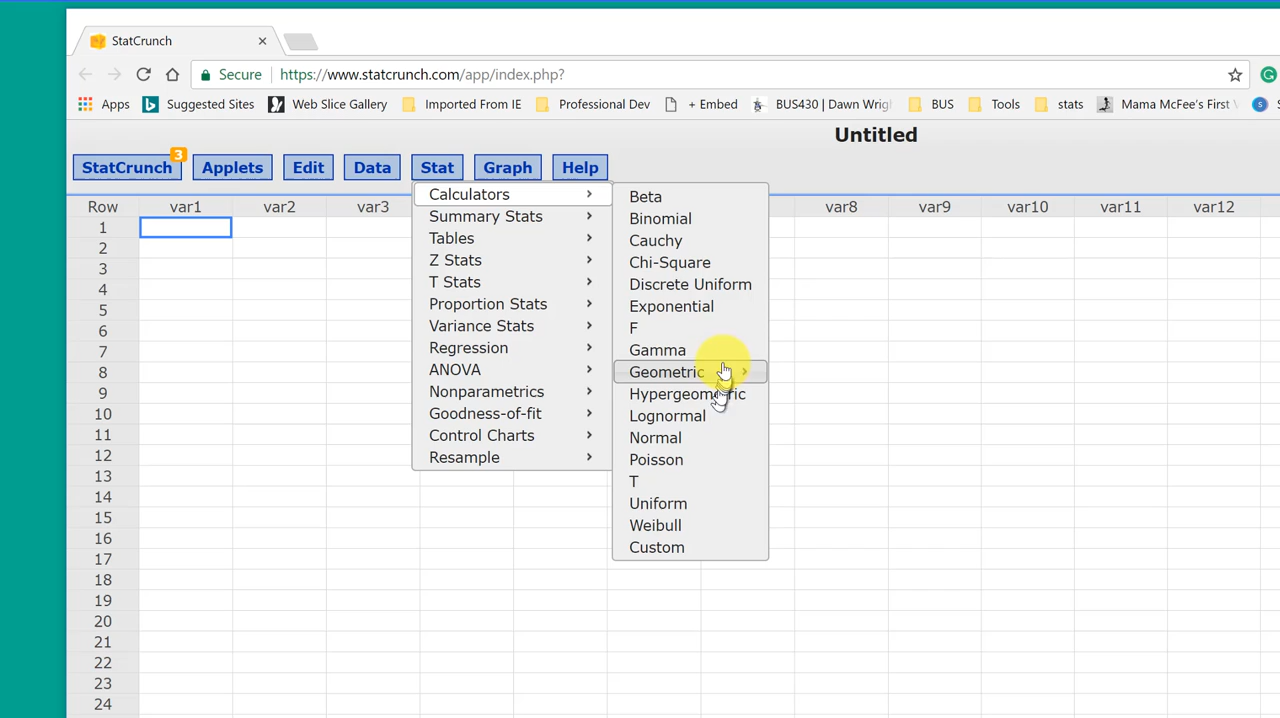 StatCrunch
Secure https://www.statcrunch.com/app/index.php?
Apps Suggested Sites Web Slice Gallery Imported From IE Professional Dev + Embed BUS430 | Dawn Wrigh BUS Tools stats Mama McFee's First
Untitled
StatCrunch 3 Applets Edit Data Stat Graph Help
Row var1 var2 var3 var8 var9 var10 var11 var12
Calculators
Summary Stats
Tables
Z Stats
T Stats
Proportion Stats
Variance Stats
Regression
ANOVA
Nonparametrics
Goodness-of-fit
Control Charts
Resample
Beta
Binomial
Cauchy
Chi-Square
Discrete Uniform
Exponential
F
Gamma
Geometric
Hypergeometric
Lognormal
Normal
Poisson
T
Uniform
Weibull
Custom
1
2
3
4
5
6
7
8
9
10
11
12
13
14
15
16
17
18
19
20
21
22
23
24